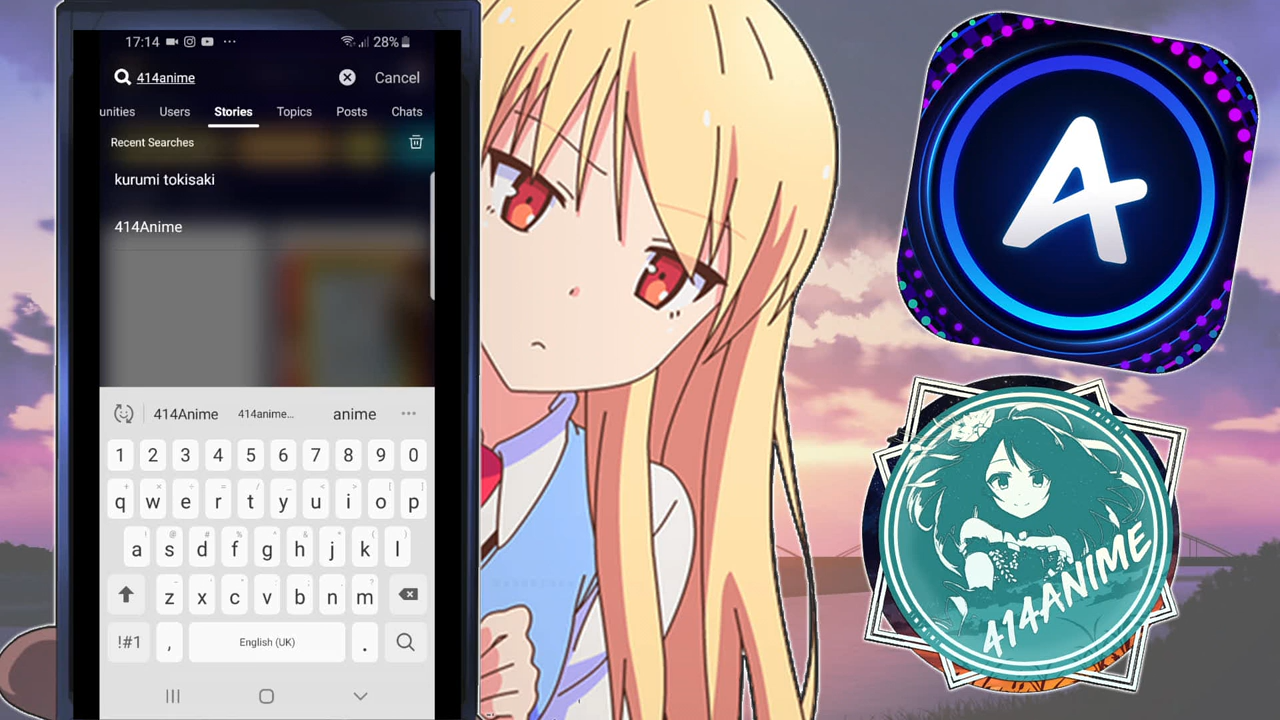 17:14 ••• 28%
414anime Cancel
unities Users Stories Topics Posts Chats
Recent Searches
kurumi tokisaki
414Anime
414Anime 414anime... anime •••
1 2 3 4 5 6 7 8 9 0
q w e r t y u i o p
a s d f g h j k l
z x c v b n m
!#1 , English (UK) .
A
414ANIME